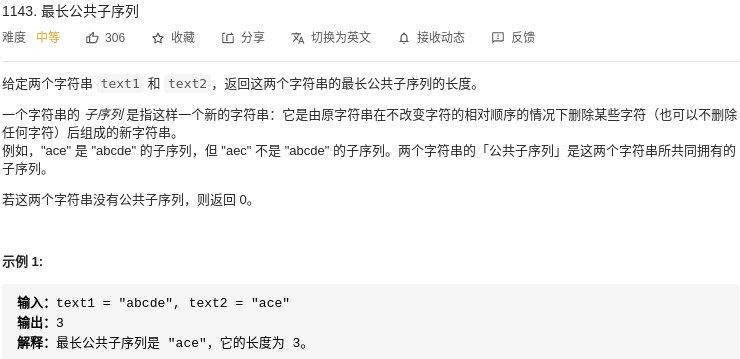 1143. 最长公共子序列
难度 中等 306 收藏 分享 切换为英文 接收动态 反馈
给定两个字符串 text1 和 text2，返回这两个字符串的最长公共子序列的长度。
一个字符串的 子序列 是指这样一个新的字符串：它是由原字符串在不改变字符的相对顺序的情况下删除某些字符（也可以不删除
任何字符）后组成的新字符串。
例如，"ace" 是 "abcde" 的子序列，但 "aec" 不是 "abcde" 的子序列。两个字符串的「公共子序列」是这两个字符串所共同拥有的
子序列。
若这两个字符串没有公共子序列，则返回 0。
示例 1:
输入：text1 = "abcde", text2 = "ace"
输出：3
解释：最长公共子序列是 "ace"，它的长度为 3。